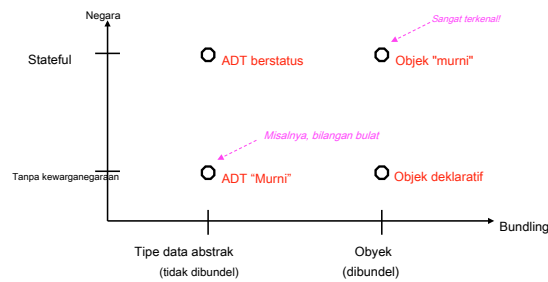 Negara
Sangat terkenal!
Stateful
ADT berstatus
Objek "murni"
Misalnya, bilangan bulat
Tanpa kewarganegaraan
ADT “Murni”
Objek deklaratif
Bundling
Tipe data abstrak
(tidak dibundel)
Obyek
(dibundel)